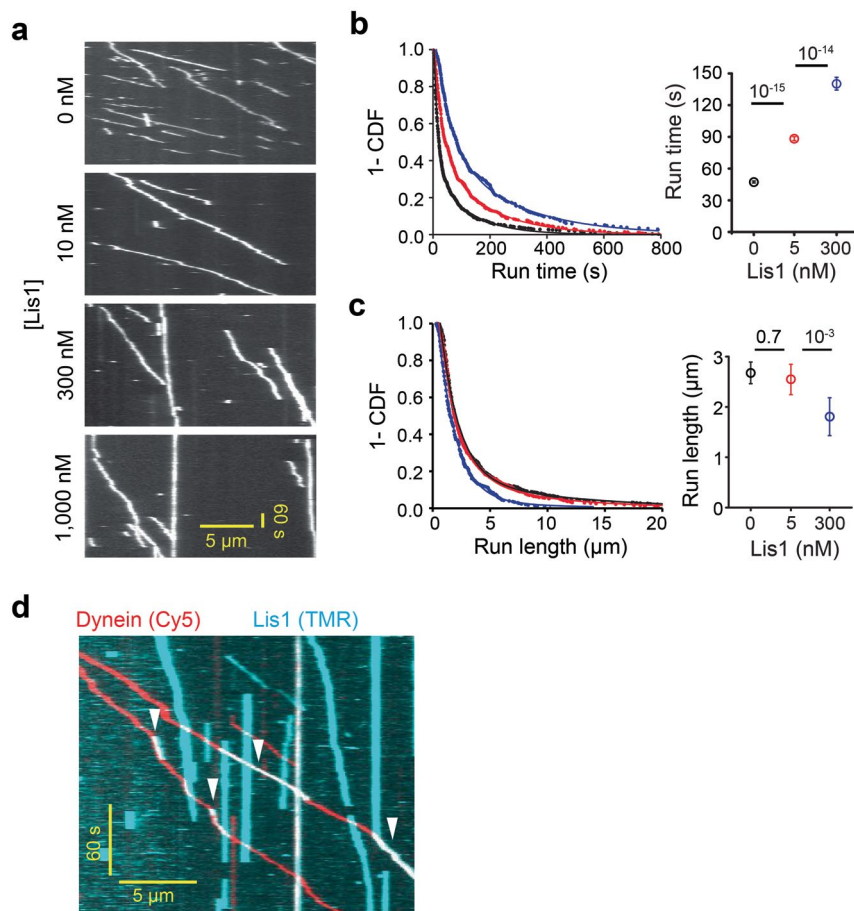 a
[Lis1]
0 nM
10 nM
300 nM
1,000 nM
5 µm
60 s
b
1- CDF
1.0
0.8
0.6
0.4
0.2
0.0
0
200
400
600
800
Run time (s)
10-15
10-14
Run time (s)
150
120
90
60
30
0
0
5
300
Lis1 (nM)
c
1- CDF
1.0
0.8
0.6
0.4
0.2
0.0
0
5
10
15
20
Run length (µm)
0.7
10-3
Run length (µm)
3
2
1
0
0
5
300
Lis1 (nM)
d
Dynein (Cy5)
Lis1 (TMR)
60 s
5 µm